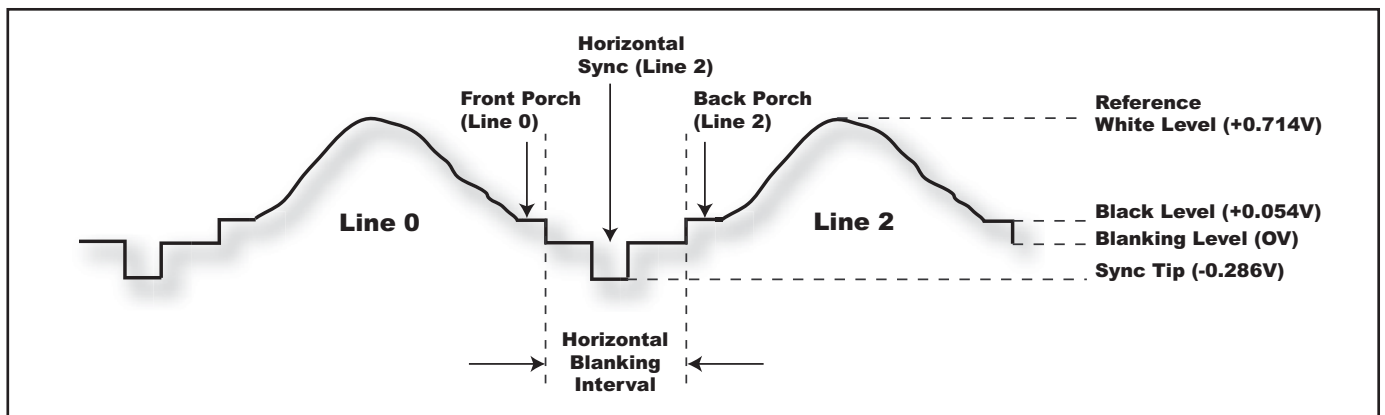 Horizontal
Sync (Line 2)
Front Porch
(Line 0)
Back Porch
(Line 2)
Reference
White Level (+0.714V)
Line 0
Line 2
Black Level (+0.054V)
Blanking Level (OV)
Sync Tip (-0.286V)
Horizontal
Blanking
Interval